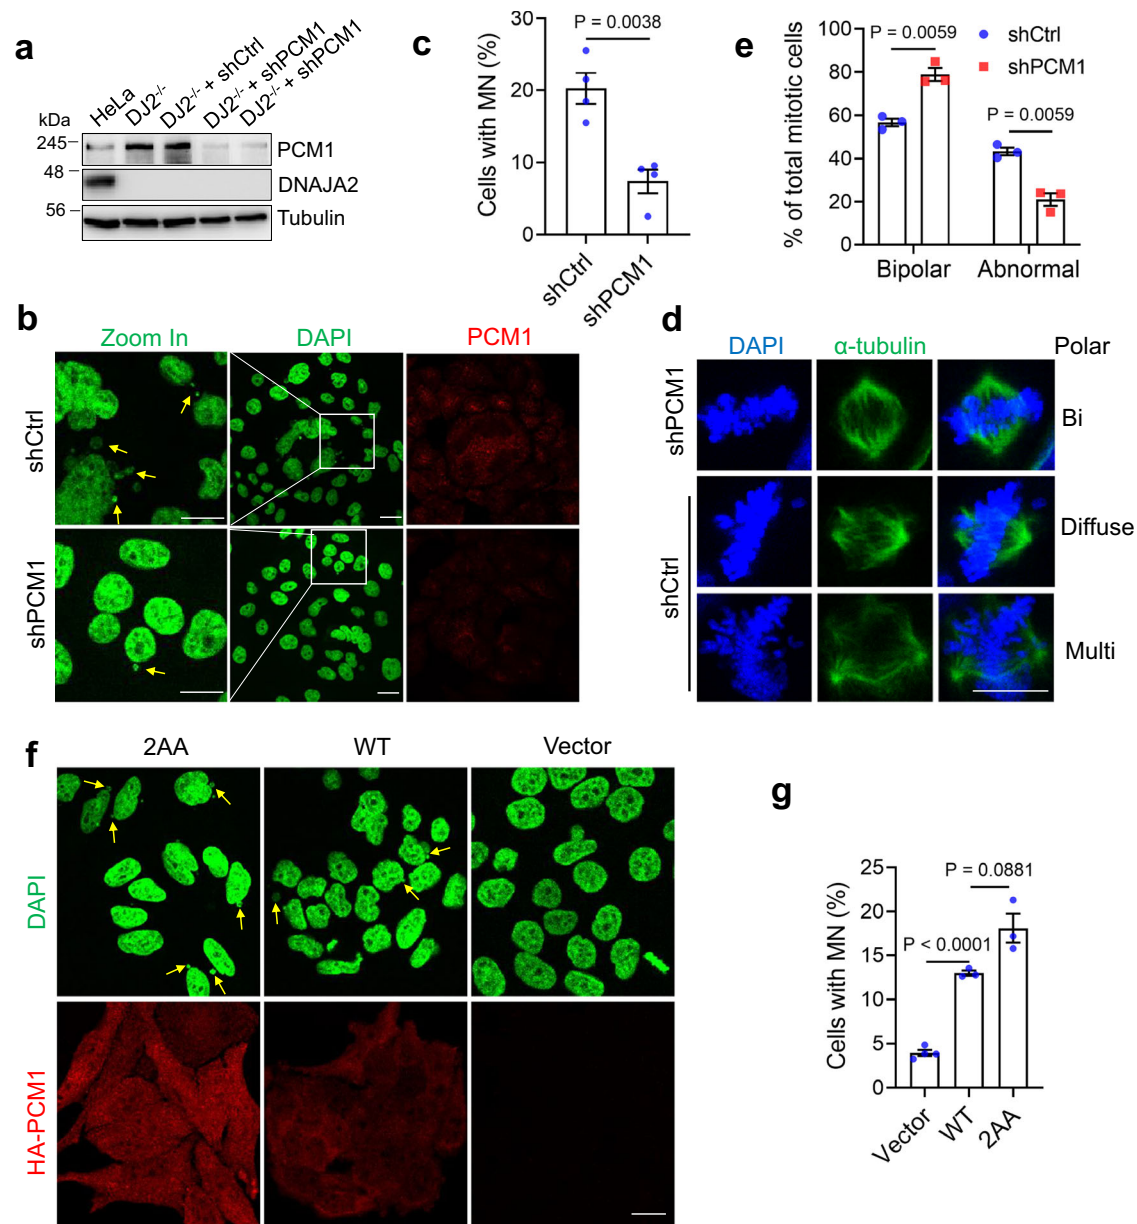 a
HeLa
DJ2-/-
DJ2-/- + shCtrl
DJ2-/- + shPCM1
DJ2-/- + shPCM1
kDa
245
PCM1
48
DNAJA2
56
Tubulin
c
Cells with MN (%)
30
20
10
0
P = 0.0038
shCtrl
shPCM1
e
% of total mitotic cells
100
80
60
40
20
0
P = 0.0059
P = 0.0059
shCtrl
shPCM1
Bipolar
Abnormal
b
Zoom In
DAPI
PCM1
shCtrl
shPCM1
d
DAPI
α-tubulin
Polar
shPCM1
Bi
shCtrl
Diffuse
Multi
f
2AA
WT
Vector
DAPI
HA-PCM1
g
Cells with MN (%)
25
20
15
10
5
0
P = 0.0881
P < 0.0001
Vector
WT
2AA